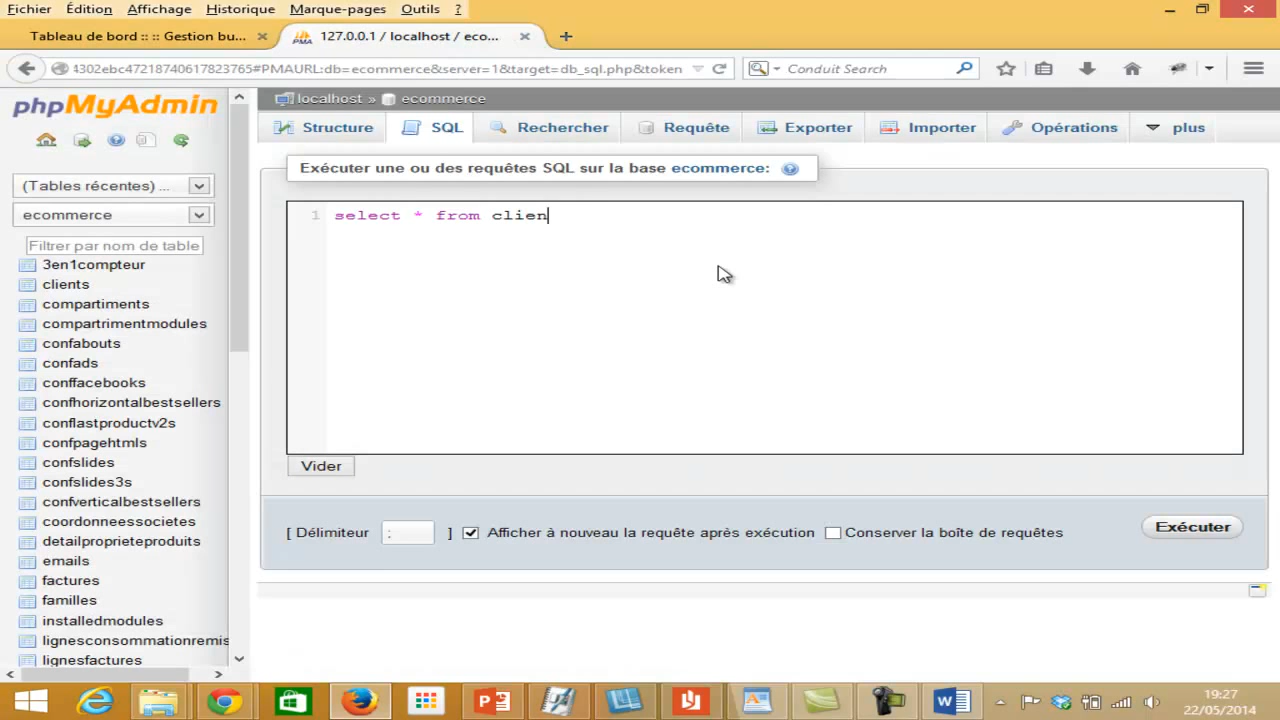 Fichier Édition Affichage Historique Marque-pages Outils ?
Tableau de bord :: :: Gestion bu... × 127.0.0.1 / localhost / eco... × +
4302ebc47218740617823765#PMAURL:db=ecommerce&server=1&target=db_sql.php&token Conduit Search
phpMyAdmin
localhost » ecommerce
Structure SQL Rechercher Requête Exporter Importer Opérations plus
Exécuter une ou des requêtes SQL sur la base ecommerce:
(Tables récentes) ...
ecommerce
Filtrer par nom de table
3en1compteur
clients
compartiments
compartrimentmodules
confabouts
confads
conffacebooks
confhorizontalbestsellers
conflastproductv2s
confpagehtmls
confslides
confslides3s
confverticalbestsellers
coordonneessocietes
detailproprieteproduits
emails
factures
familles
installedmodules
lignesconsommationremis
lignesfactures
1 select * from clien
Vider
[ Délimiteur ; ] Afficher à nouveau la requête après exécution Conserver la boîte de requêtes Exécuter
19:27
22/05/2014